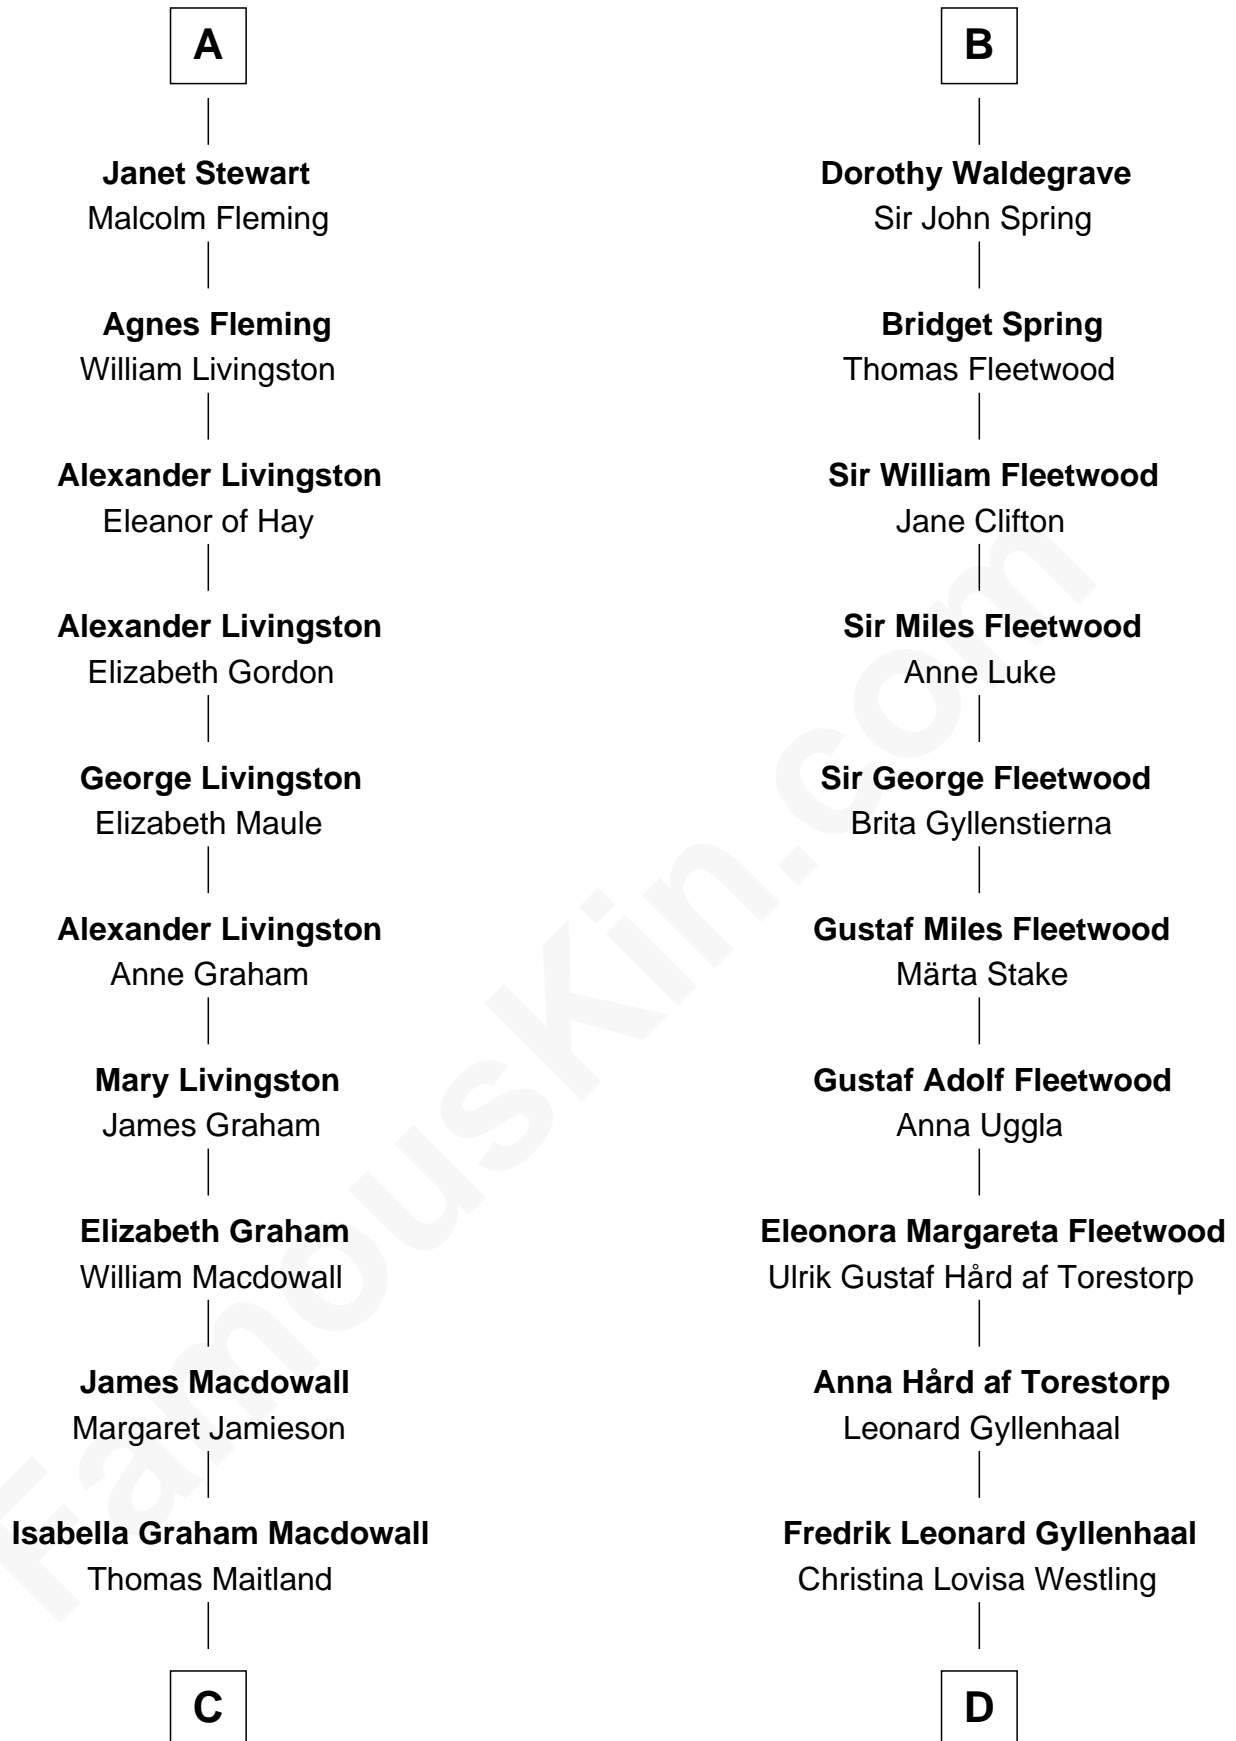 A
Janet Stewart
Malcolm Fleming
Agnes Fleming
William Livingston
Alexander Livingston
Eleanor of Hay
Alexander Livingston
Elizabeth Gordon
George Livingston
Elizabeth Maule
Alexander Livingston
Anne Graham
Mary Livingston
James Graham
Elizabeth Graham
William Macdowall
James Macdowall
Margaret Jamieson
Isabella Graham Macdowall
Thomas Maitland
C
B
Dorothy Waldegrave
Sir John Spring
Bridget Spring
Thomas Fleetwood
Sir William Fleetwood
Jane Clifton
Sir Miles Fleetwood
Anne Luke
Sir George Fleetwood
Brita Gyllenstierna
Gustaf Miles Fleetwood
Märta Stake
Gustaf Adolf Fleetwood
Anna Uggla
Eleonora Margareta Fleetwood
Ulrik Gustaf Hård af Torestorp
Anna Hård af Torestorp
Leonard Gyllenhaal
Fredrik Leonard Gyllenhaal
Christina Lovisa Westling
D
FamousKin.com